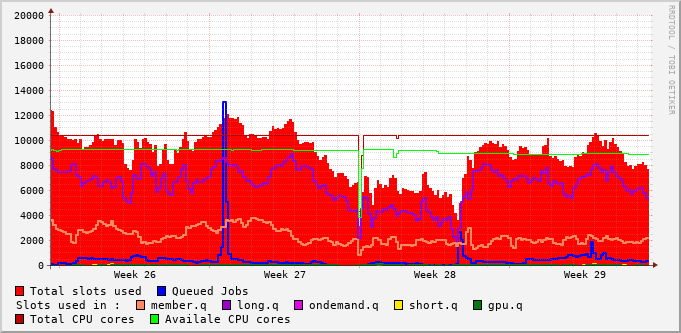 RRDTOOL / TOBI OETIKER
20000
18000
16000
14000
12000
10000
8000
6000
4000
2000
0
Week 26 Week 27 Week 28 Week 29
Total slots used Queued Jobs
Slots used in : member.q long.q ondemand.q short.q gpu.q
Total CPU cores Availale CPU cores